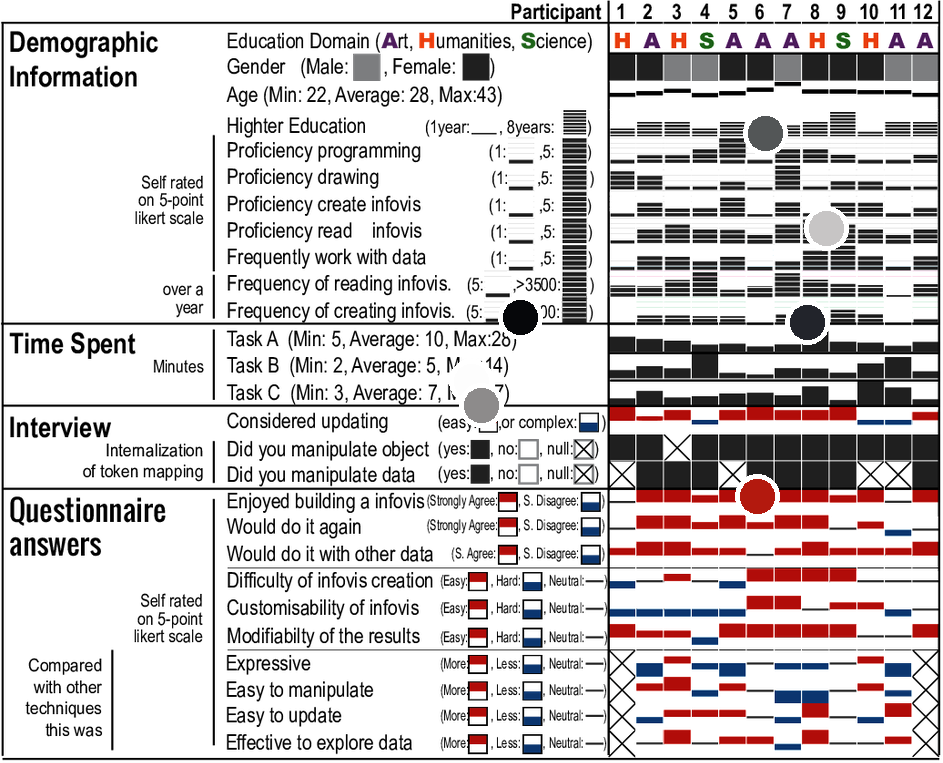 Participant 1 2 3 4 5 6 7 8 9 10 11 12
Demographic Information
Education Domain (Art, Humanities, Science) H A H S A A A H S H A A
Gender (Male: , Female: )
Age (Min: 22, Average: 28, Max:43)
Highter Education (1year: , 8years: )
Self rated on 5-point likert scale
Proficiency programming (1: ,5: )
Proficiency drawing (1: ,5: )
Proficiency create infovis (1: ,5: )
Proficiency read infovis (1: ,5: )
Frequently work with data (1: ,5: )
over a year
Frequency of reading infovis. (5: ,>3500: )
Frequency of creating infovis. (5: 00: )
Time Spent
Minutes
Task A (Min: 5, Average: 10, Max:28)
Task B (Min: 2, Average: 5, 14)
Task C (Min: 3, Average: 7, 7)
Interview
Internalization of token mapping
Considered updating (easy: ,or complex: )
Did you manipulate object (yes: , no: , null: )
Did you manipulate data (yes: , no: , null: )
Questionnaire answers
Enjoyed building a infovis (Strongly Agree: , S. Disagree: )
Would do it again (Strongly Agree: , S. Disagree: )
Would do it with other data (S. Agree: , S. Disagree: )
Self rated on 5-point likert scale
Difficulty of infovis creation (Easy: , Hard: , Neutral: )
Customisability of infovis (Easy: , Hard: , Neutral: )
Modifiabilty of the results (Easy: , Hard: , Neutral: )
Compared with other techniques this was
Expressive (More: , Less: , Neutral: )
Easy to manipulate (More: , Less: , Neutral: )
Easy to update (More: , Less: , Neutral: )
Effective to explore data (More: , Less: , Neutral: )